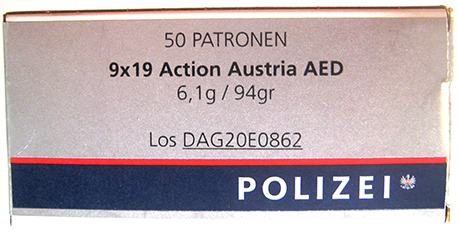 50 PATRONEN
9x19 Action Austria AED
6,1g / 94gr
Los DAG20E0862
POLIZEI